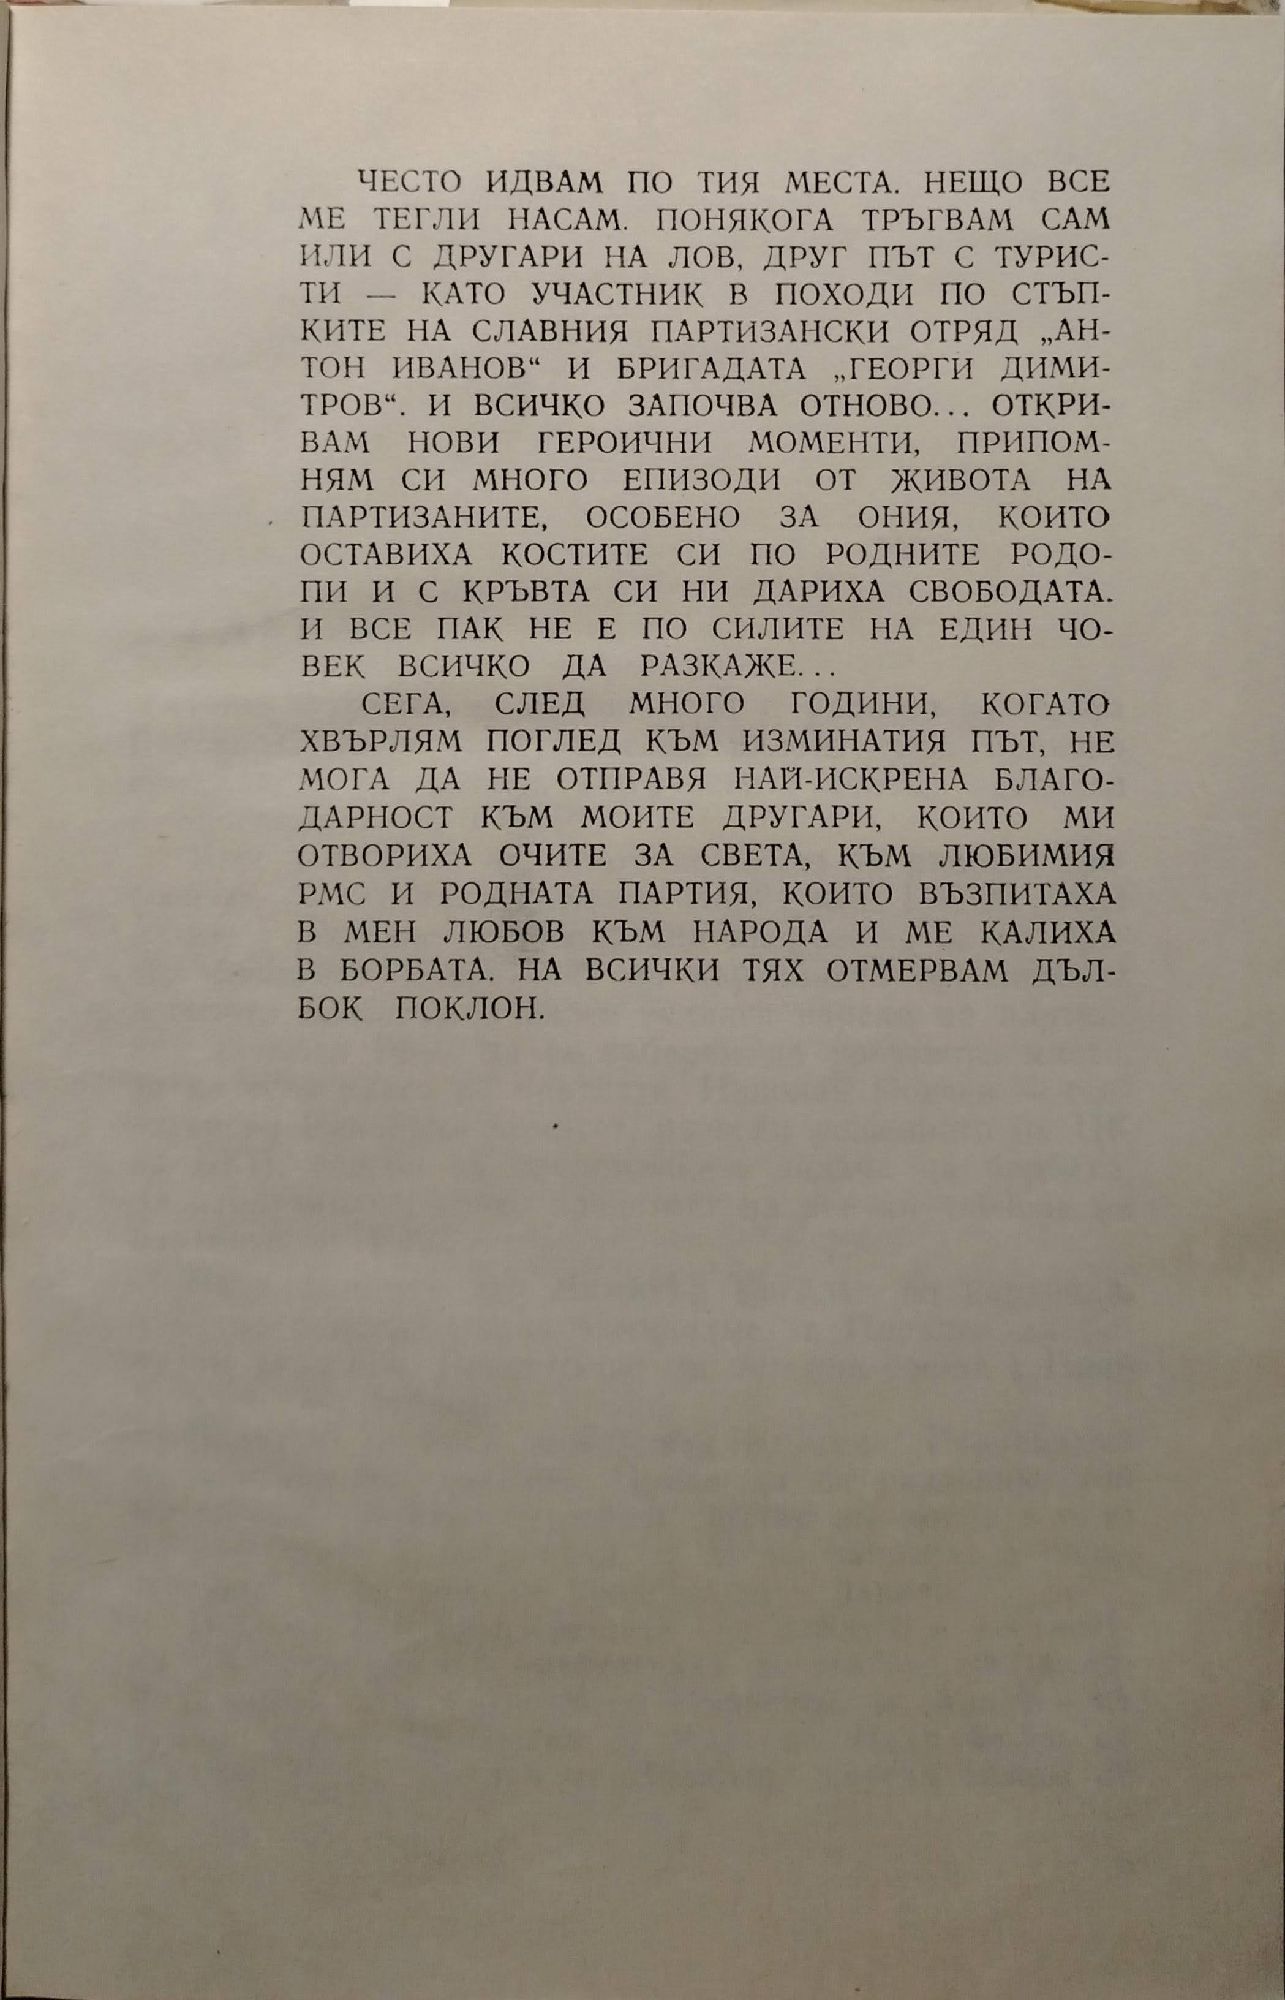 ЧЕСТО ИДВАМ ПО ТИЯ МЕСТА. НЕЩО ВСЕ
МЕ ТЕГЛИ НАСАМ. ПОНЯКОГА ТРЪГВАМ САМ
ИЛИ С ДРУГАРИ НА ЛОВ, ДРУГ ПЪТ С ТУРИС-
ТИ — КАТО УЧАСТНИК В ПОХОДИ ПО СТЪП-
КИТЕ НА СЛАВНИЯ ПАРТИЗАНСКИ ОТРЯД „АН-
ТОН ИВАНОВ“ И БРИГАДАТА „ГЕОРГИ ДИМИ-
ТРОВ“. И ВСИЧКО ЗАПОЧВА ОТНОВО... ОТКРИ-
ВАМ НОВИ ГЕРОИЧНИ МОМЕНТИ, ПРИПОМ-
НЯМ СИ МНОГО ЕПИЗОДИ ОТ ЖИВОТА НА
ПАРТИЗАНИТЕ, ОСОБЕНО ЗА ОНИЯ, КОИТО
ОСТАВИХА КОСТИТЕ СИ ПО РОДНИТЕ РОДО-
ПИ И С КРЪВТА СИ НИ ДАРИХА СВОБОДАТА.
И ВСЕ ПАК НЕ Е ПО СИЛИТЕ НА ЕДИН ЧО-
ВЕК ВСИЧКО ДА РАЗКАЖЕ...
СЕГА, СЛЕД МНОГО ГОДИНИ, КОГАТО
ХВЪРЛЯМ ПОГЛЕД КЪМ ИЗМИНАТИЯ ПЪТ, НЕ
МОГА ДА НЕ ОТПРАВЯ НАЙ-ИСКРЕНА БЛАГО-
ДАРНОСТ КЪМ МОИТЕ ДРУГАРИ, КОИТО МИ
ОТВОРИХА ОЧИТЕ ЗА СВЕТА, КЪМ ЛЮБИМИЯ
РМС И РОДНАТА ПАРТИЯ, КОИТО ВЪЗПИТАХА
В МЕН ЛЮБОВ КЪМ НАРОДА И МЕ КАЛИХА
В БОРБАТА. НА ВСИЧКИ ТЯХ ОТМЕРВАМ ДЪЛ-
БОК ПОКЛОН.